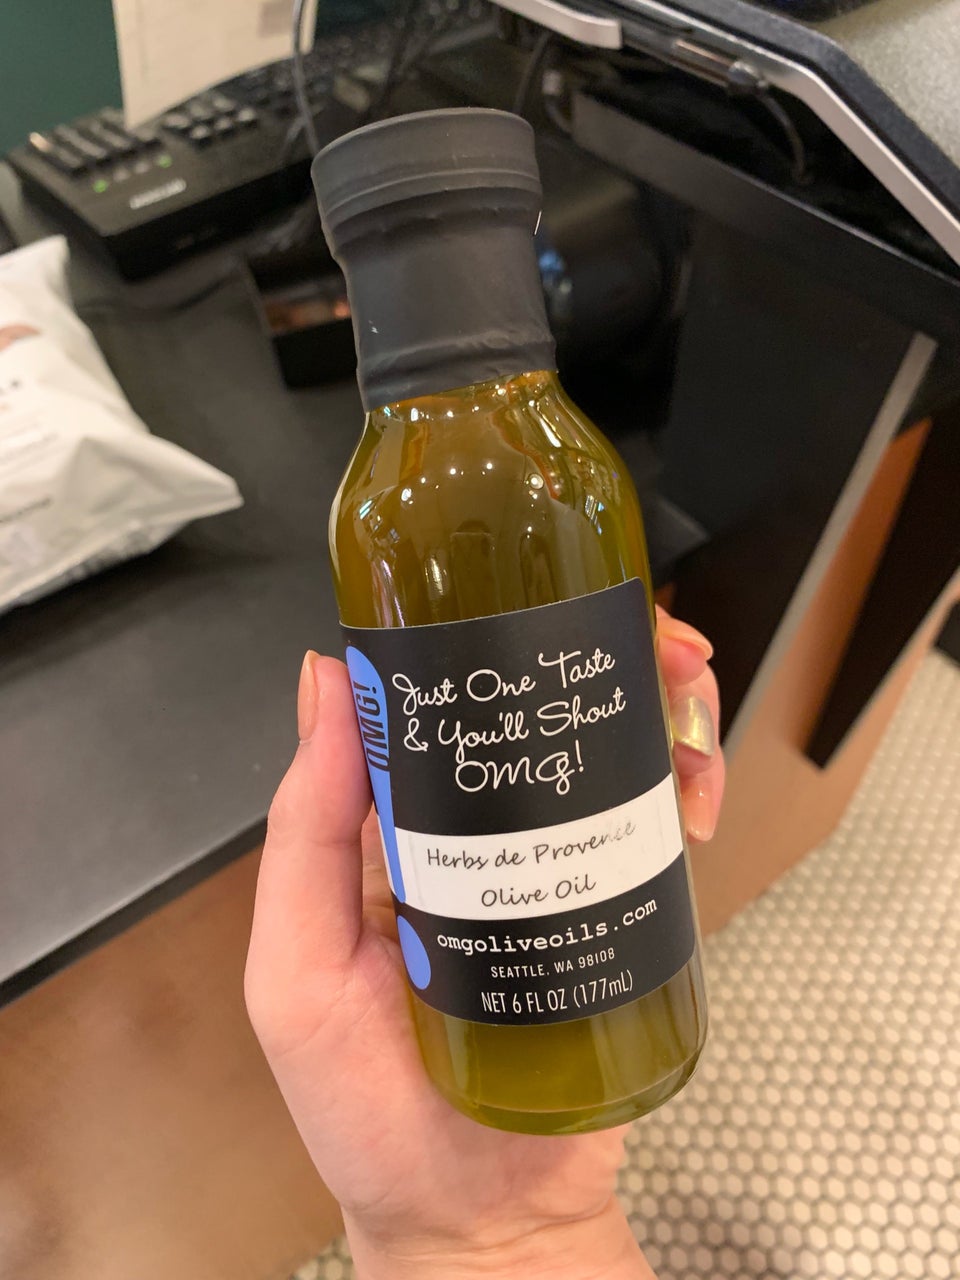 OMG!
Just One Taste
& You'll Shout
OMG!
Herbs de Provence
Olive Oil
omgoliveoils.com
SEATTLE, WA 98108
NET 6 FL OZ (177mL)